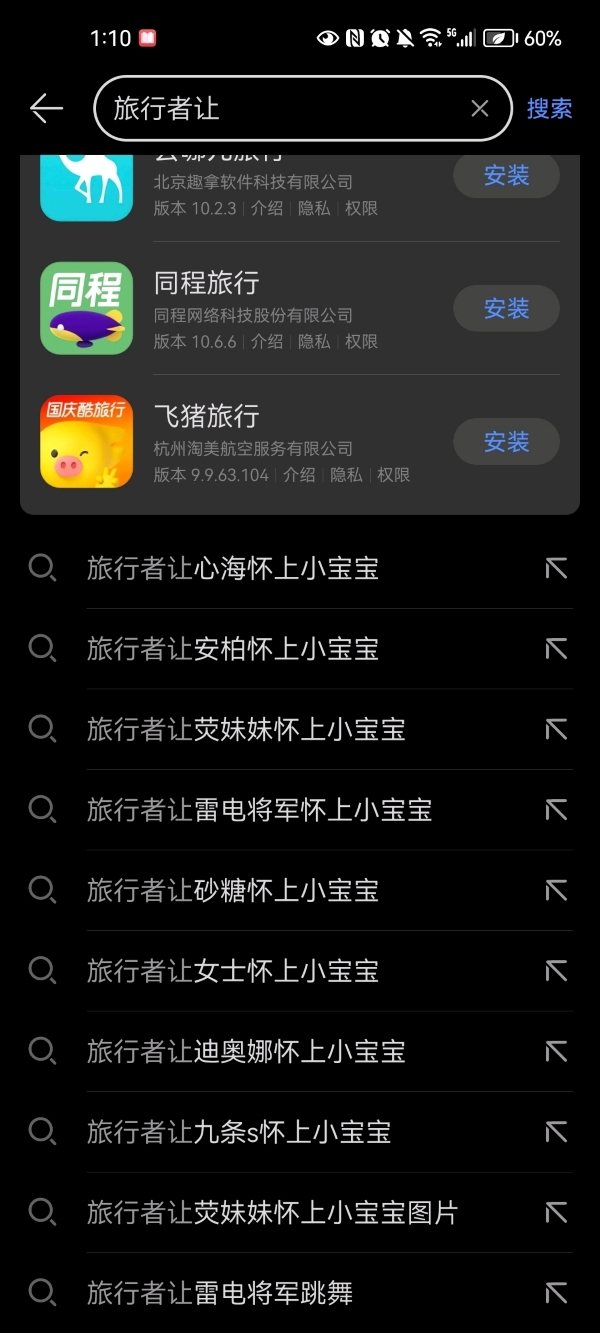 1:10
5G
60%
旅行者让
搜索
去哪儿旅行
北京趣拿软件科技有限公司
版本 10.2.3 | 介绍 | 隐私 | 权限
安装
同程
同程旅行
同程网络科技股份有限公司
版本 10.6.6 | 介绍 | 隐私 | 权限
安装
国庆酷旅行
飞猪旅行
杭州淘美航空服务有限公司
版本 9.9.63.104 | 介绍 | 隐私 | 权限
安装
旅行者让心海怀上小宝宝
旅行者让安柏怀上小宝宝
旅行者让荧妹妹怀上小宝宝
旅行者让雷电将军怀上小宝宝
旅行者让砂糖怀上小宝宝
旅行者让女士怀上小宝宝
旅行者让迪奥娜怀上小宝宝
旅行者让九条s怀上小宝宝
旅行者让荧妹妹怀上小宝宝图片
旅行者让雷电将军跳舞